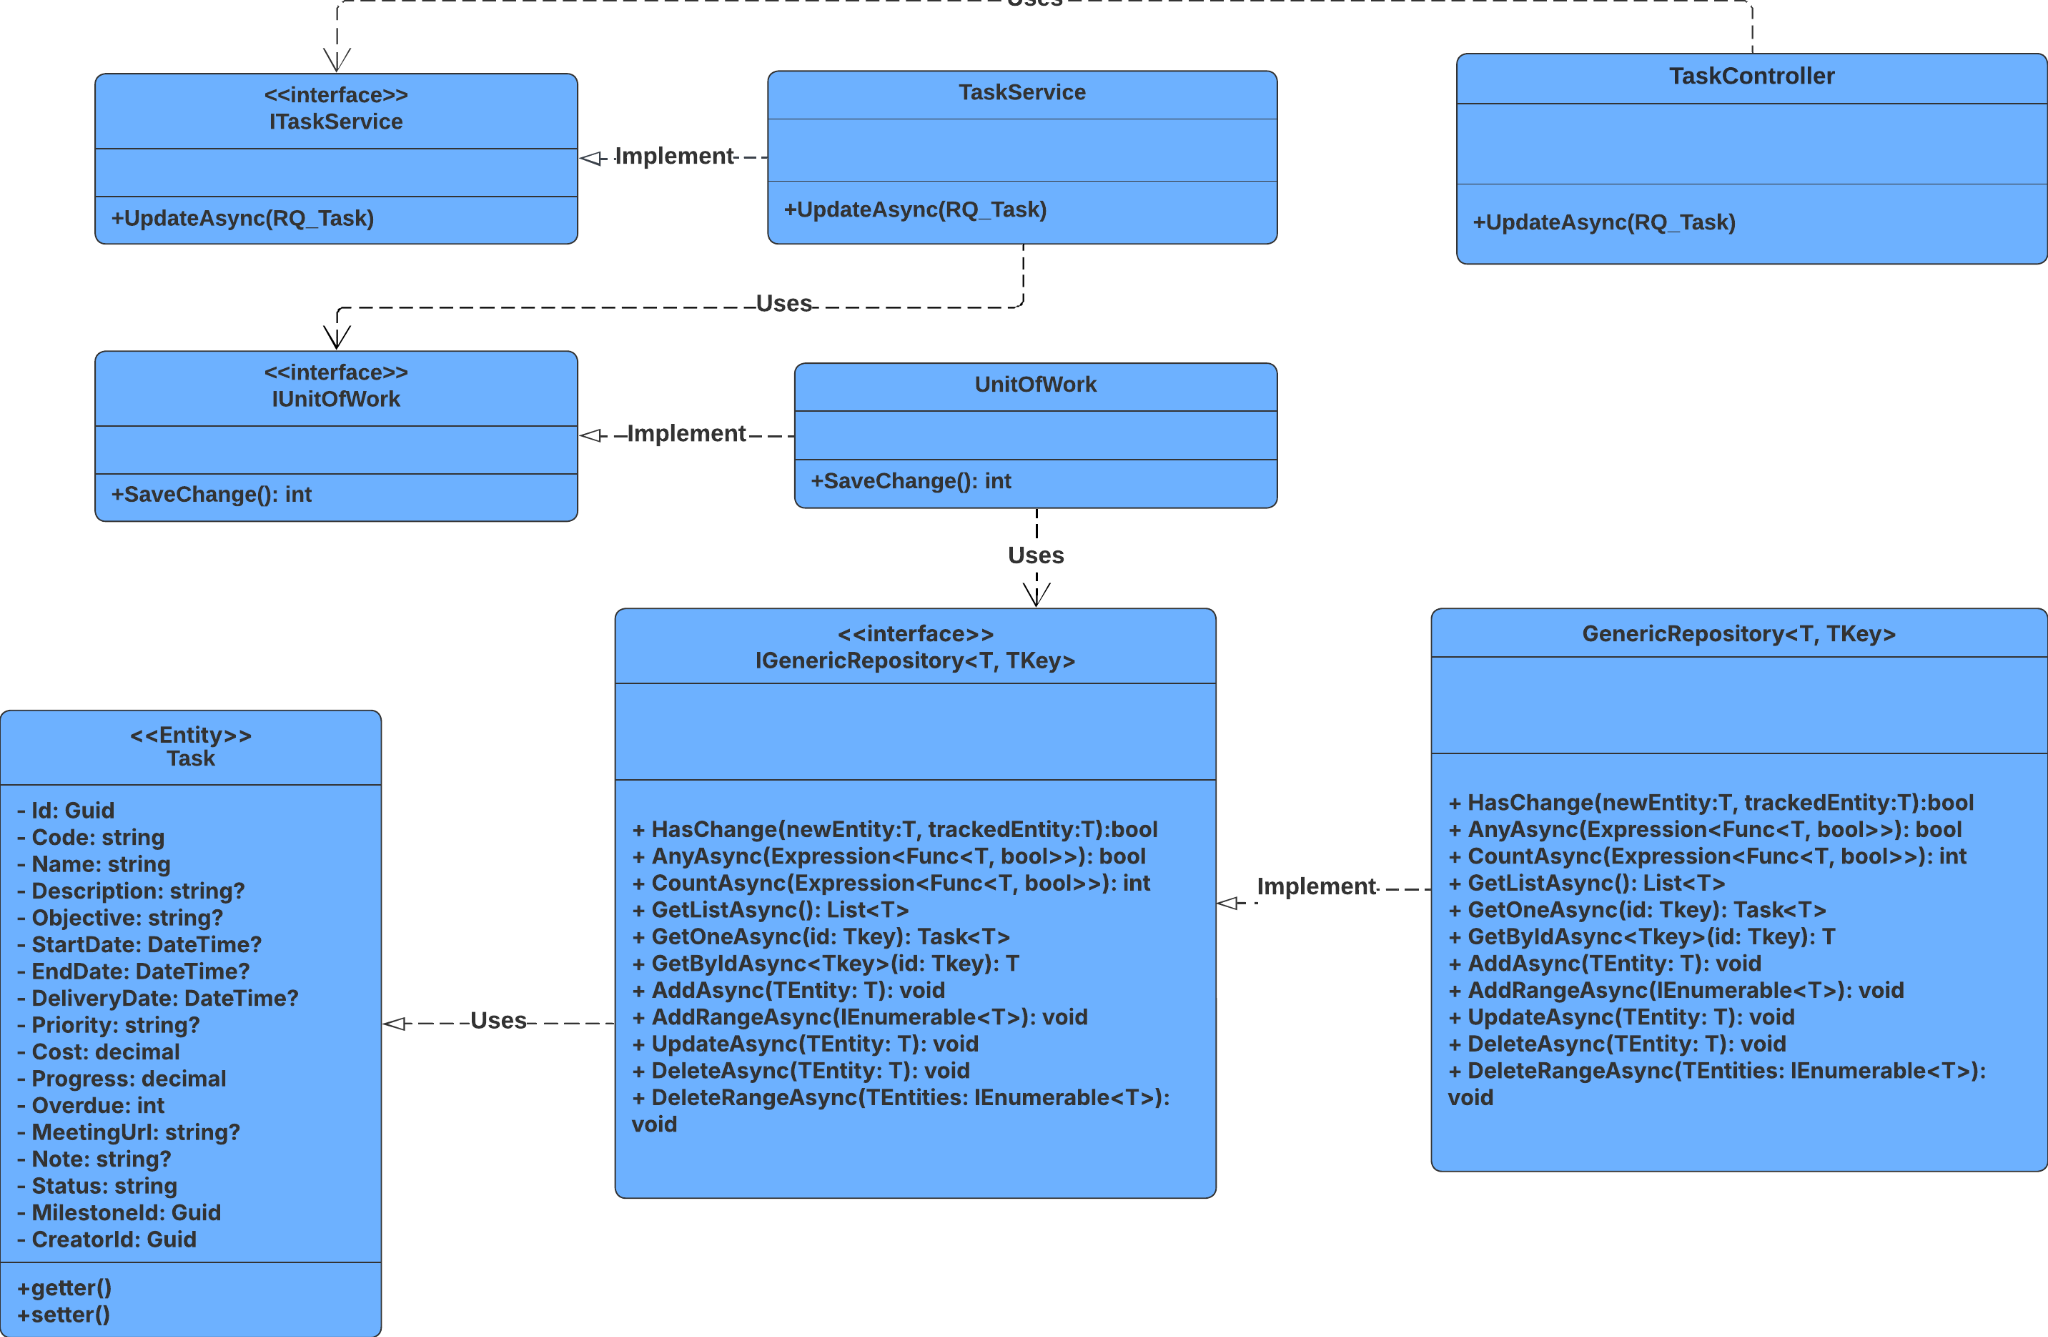 Uses
<<interface>>
ITaskService
+UpdateAsync(RQ_Task)
Implement
TaskService
+UpdateAsync(RQ_Task)
TaskController
+UpdateAsync(RQ_Task)
Uses
<<interface>>
IUnitOfWork
+SaveChange(): int
Implement
UnitOfWork
+SaveChange(): int
Uses
<<Entity>>
Task
- Id: Guid
- Code: string
- Name: string
- Description: string?
- Objective: string?
- StartDate: DateTime?
- EndDate: DateTime?
- DeliveryDate: DateTime?
- Priority: string?
- Cost: decimal
- Progress: decimal
- Overdue: int
- MeetingUrl: string?
- Note: string?
- Status: string
- MilestoneId: Guid
- CreatorId: Guid
+getter()
+setter()
Uses
<<interface>>
IGenericRepository<T, TKey>
+ HasChange(newEntity:T, trackedEntity:T):bool
+ AnyAsync(Expression<Func<T, bool>>): bool
+ CountAsync(Expression<Func<T, bool>>): int
+ GetListAsync(): List<T>
+ GetOneAsync(id: Tkey): Task<T>
+ GetByIdAsync<Tkey>(id: Tkey): T
+ AddAsync(TEntity: T): void
+ AddRangeAsync(IEnumerable<T>): void
+ UpdateAsync(TEntity: T): void
+ DeleteAsync(TEntity: T): void
+ DeleteRangeAsync(TEntities: IEnumerable<T>):
void
Implement
GenericRepository<T, TKey>
+ HasChange(newEntity:T, trackedEntity:T):bool
+ AnyAsync(Expression<Func<T, bool>>): bool
+ CountAsync(Expression<Func<T, bool>>): int
+ GetListAsync(): List<T>
+ GetOneAsync(id: Tkey): Task<T>
+ GetByIdAsync<Tkey>(id: Tkey): T
+ AddAsync(TEntity: T): void
+ AddRangeAsync(IEnumerable<T>): void
+ UpdateAsync(TEntity: T): void
+ DeleteAsync(TEntity: T): void
+ DeleteRangeAsync(TEntities: IEnumerable<T>):
void